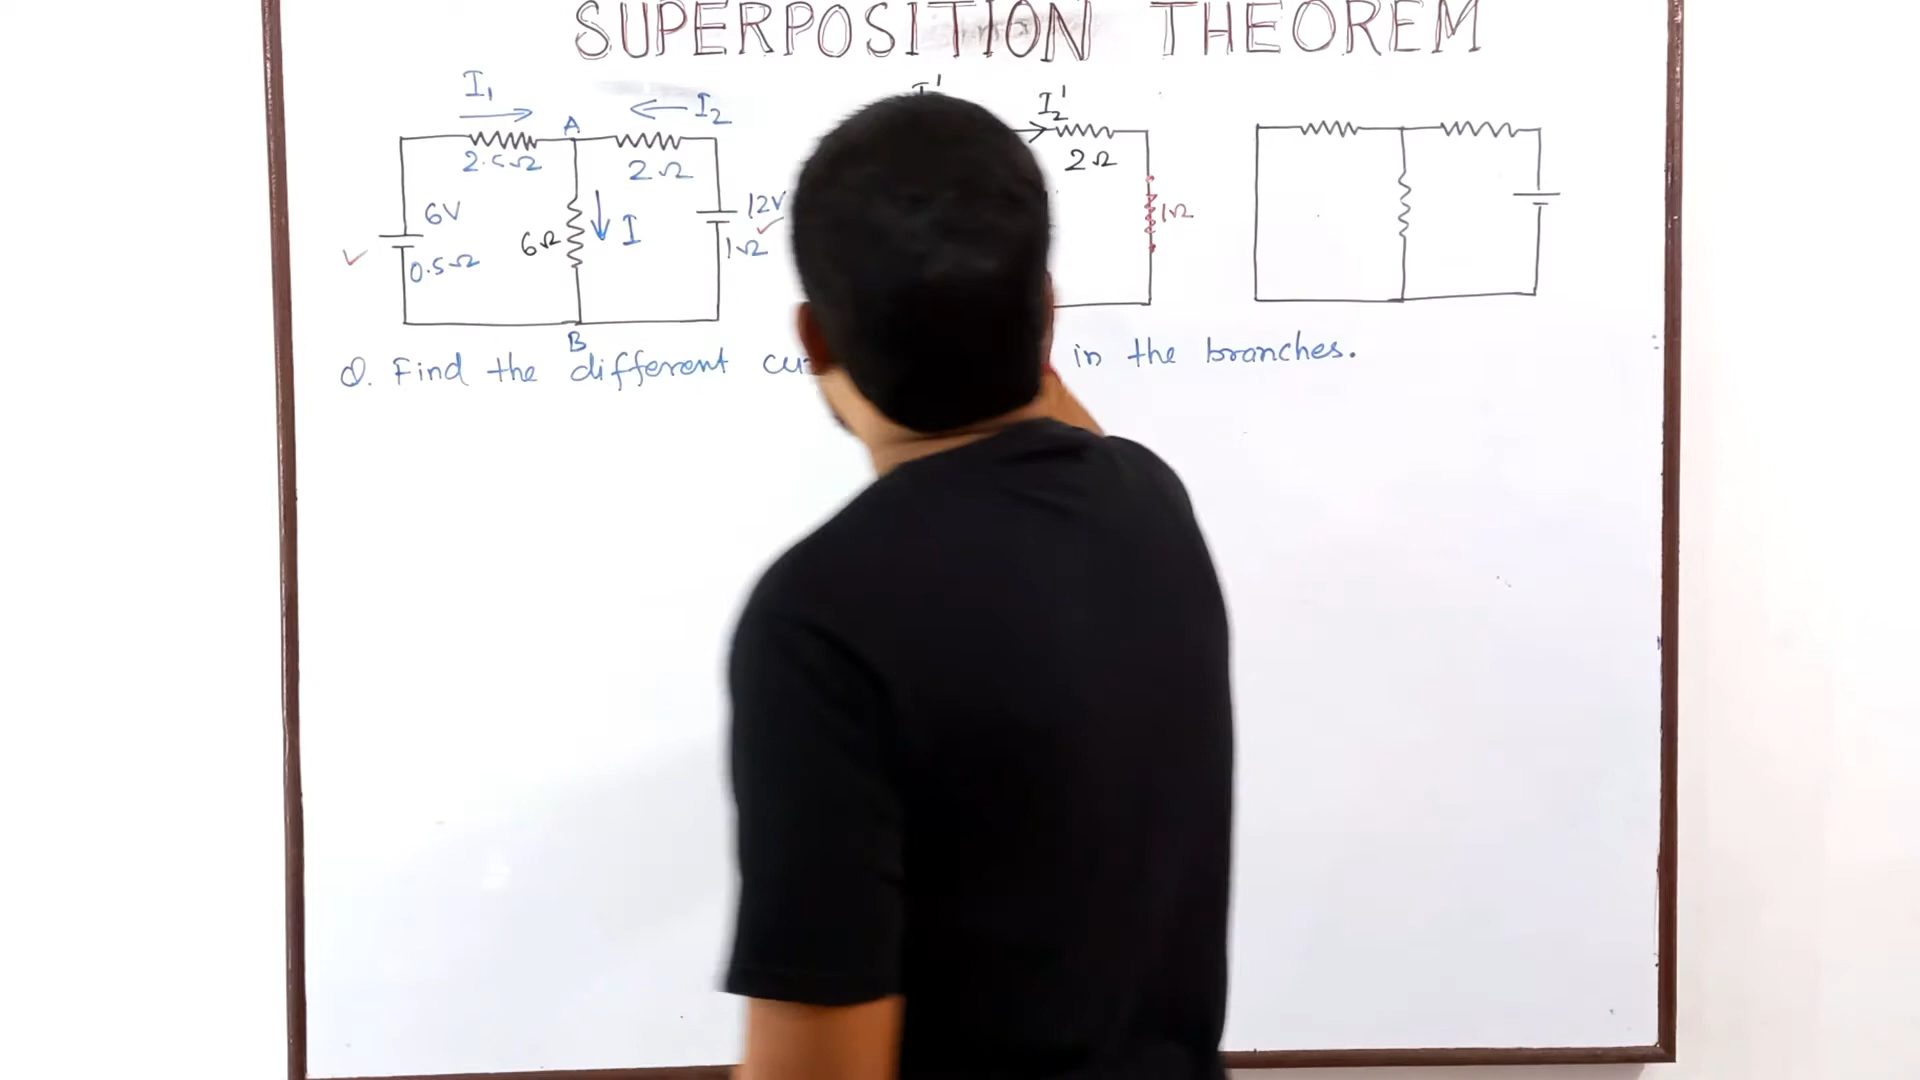 SUPERPOSITION THEOREM
I₁
I₂
A
2.5Ω
2Ω
6V
0.5Ω
6Ω
I
12V
1Ω
B
I₂'
2Ω
1Ω
Q. Find the different in the branches.